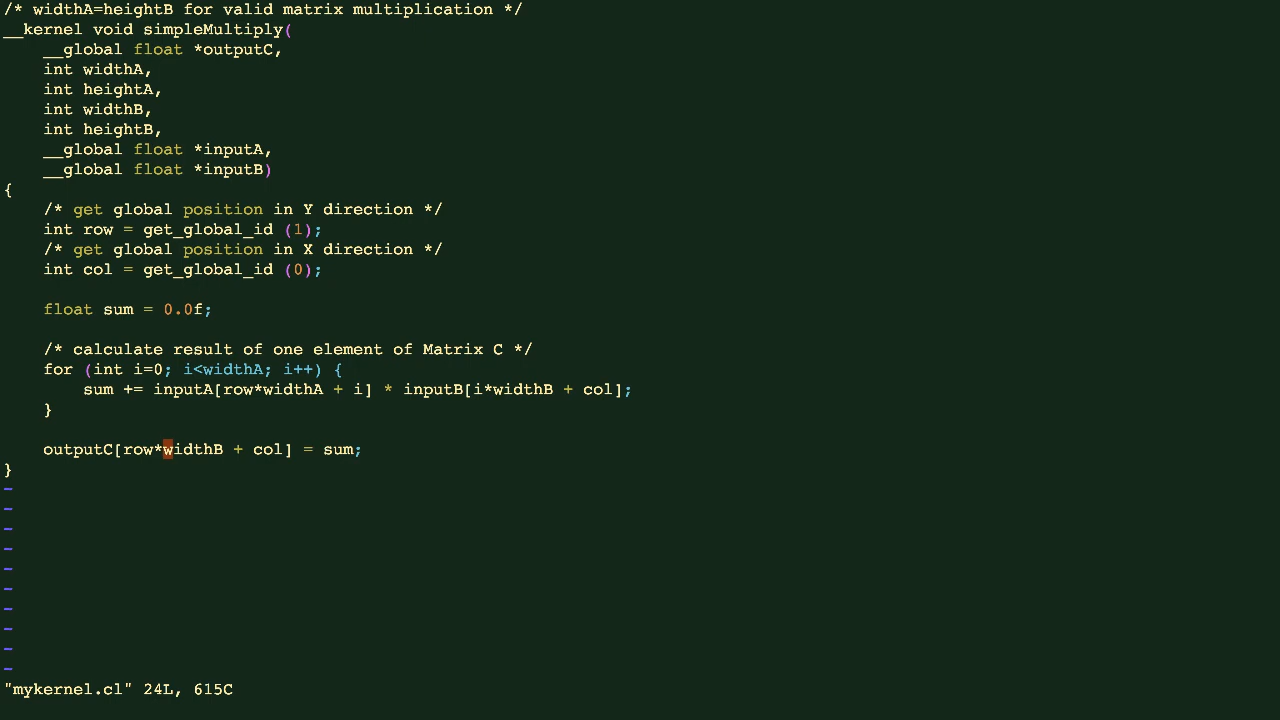 /* widthA=heightB for valid matrix multiplication */
__kernel void simpleMultiply(
    __global float *outputC,
    int widthA,
    int heightA,
    int widthB,
    int heightB,
    __global float *inputA,
    __global float *inputB)
{
    /* get global position in Y direction */
    int row = get_global_id (1);
    /* get global position in X direction */
    int col = get_global_id (0);

    float sum = 0.0f;

    /* calculate result of one element of Matrix C */
    for (int i=0; i<widthA; i++) {
        sum += inputA[row*widthA + i] * inputB[i*widthB + col];
    }

    outputC[row*widthB + col] = sum;
}
~
~
~
~
~
~
~
~
~
~
"mykernel.cl" 24L, 615C